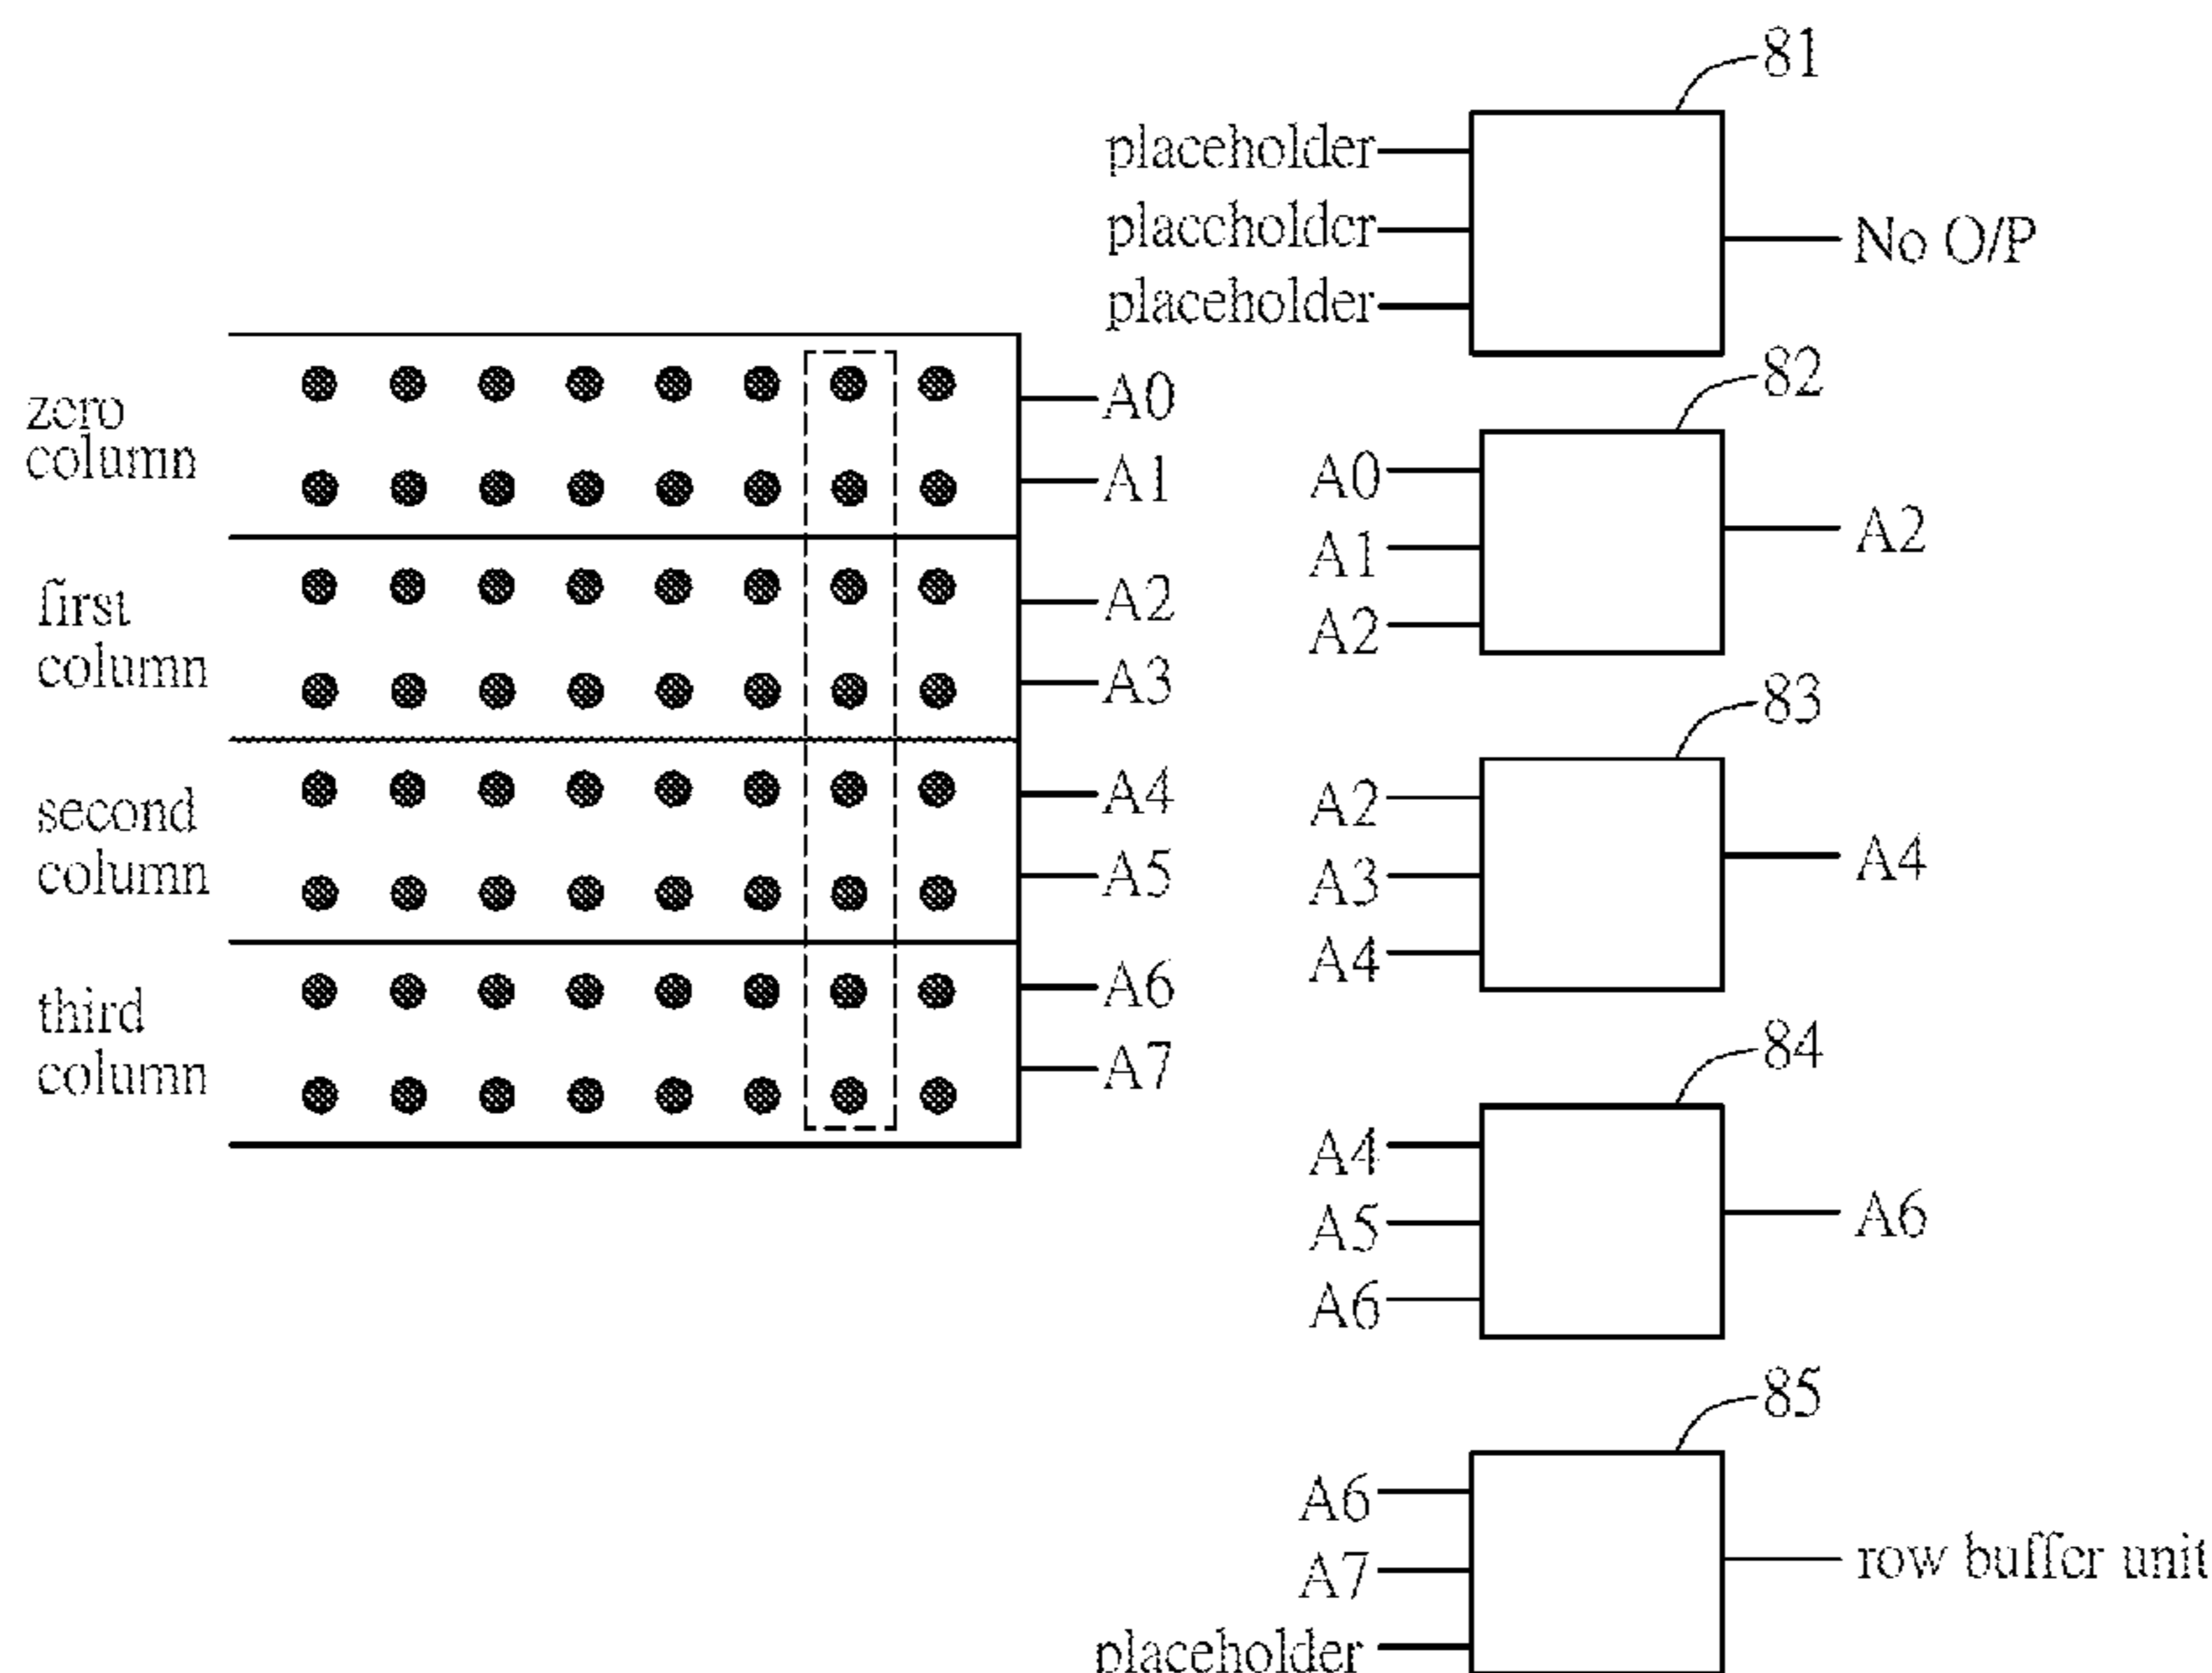 zero
column
first
column
second
column
third
column
A0
A1
A2
A3
A4
A5
A6
A7
81
placeholder
placeholder
placeholder
No O/P
82
A0
A1
A2
A2
83
A2
A3
A4
A4
84
A4
A5
A6
A6
85
A6
A7
placeholder
row buffer unit